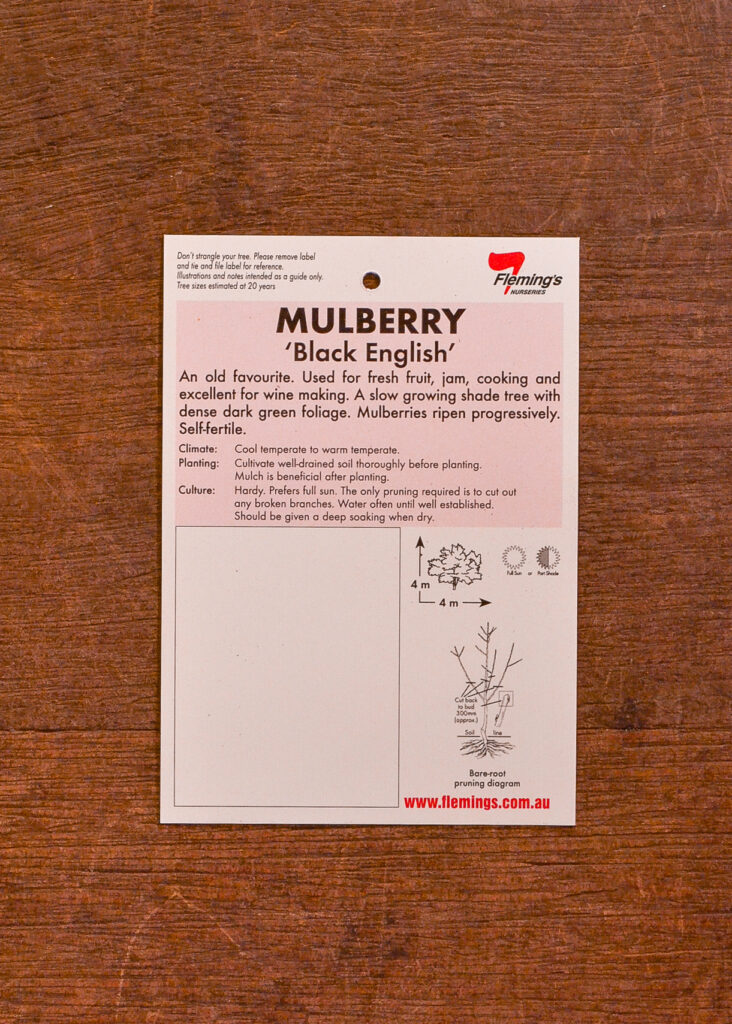 Don't strangle your tree. Please remove label
and tie and file label for reference.
Illustrations and notes intended as a guide only.
Tree sizes estimated at 20 years
Fleming's
NURSERIES
MULBERRY
'Black English'
An old favourite. Used for fresh fruit, jam, cooking and
excellent for wine making. A slow growing shade tree with
dense dark green foliage. Mulberries ripen progressively.
Self-fertile.
Climate: Cool temperate to warm temperate.
Planting: Cultivate well-drained soil thoroughly before planting.
Mulch is beneficial after planting.
Culture: Hardy. Prefers full sun. The only pruning required is to cut out
any broken branches. Water often until well established.
Should be given a deep soaking when dry.
4 m
4 m
Full Sun or Part Shade
Cut back
to bud
300mm
(approx.)
Soil line
Bare-root
pruning diagram
www.flemings.com.au